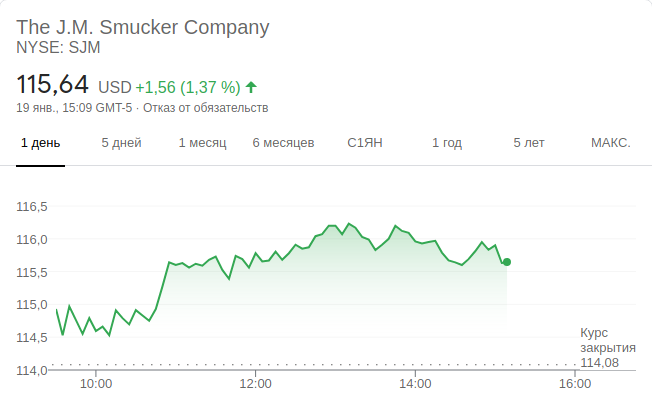 The J.M. Smucker Company
NYSE: SJM
115,64 USD +1,56 (1,37 %)
19 янв., 15:09 GMT-5 · Отказ от обязательств
1 день 5 дней 1 месяц 6 месяцев С1ЯН 1 год 5 лет МАКС.
116,5
116,0
115,5
115,0
114,5
114,0
Курс
закрытия
114,08
10:00 12:00 14:00 16:00